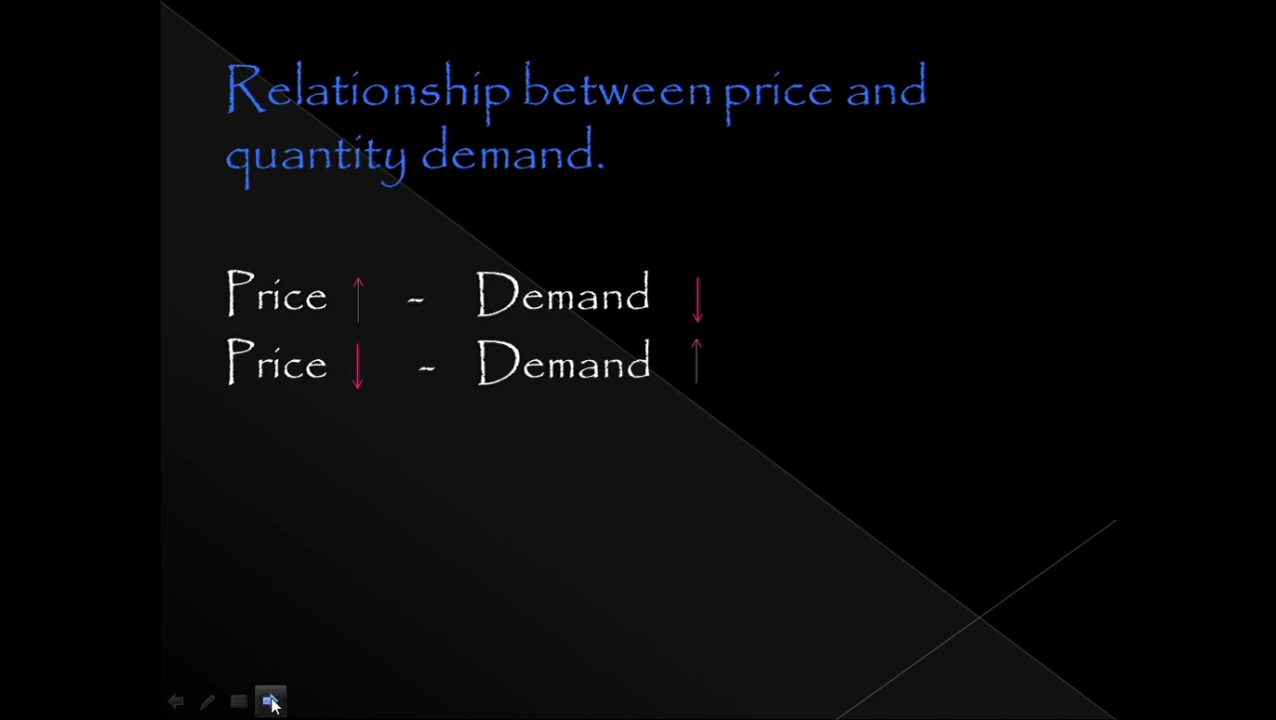 Relationship between price and
quantity demand.
Price ↑ - Demand ↓
Price ↓ - Demand ↑